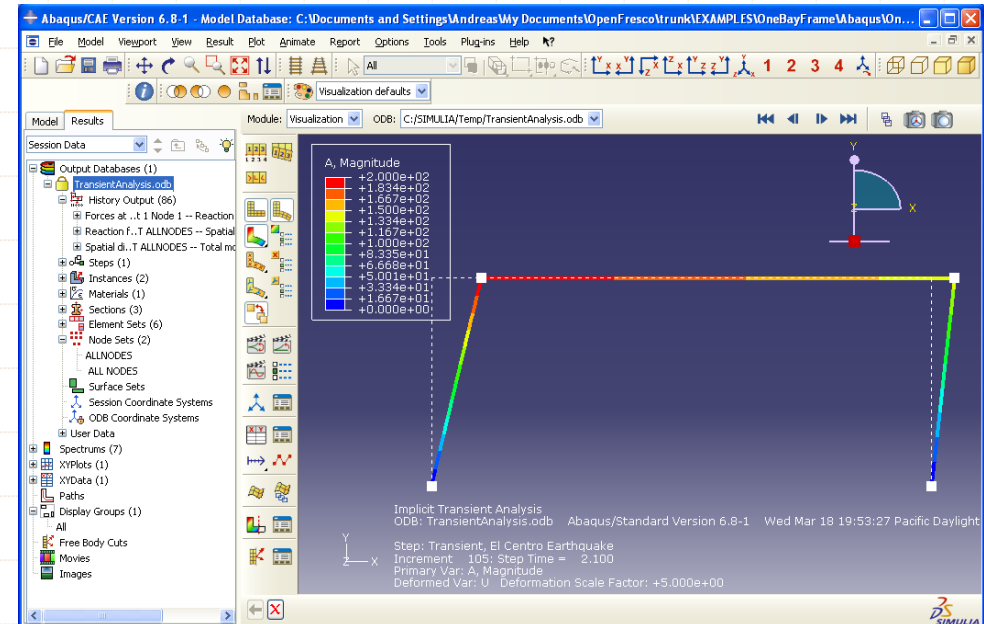 Abaqus/CAE Version 6.8-1 - Model Database: C:\Documents and Settings\Andreas\My Documents\OpenFresco\trunk\EXAMPLES\OneBayFrame\Abaqus\On...
File Model Viewport View Result Plot Animate Report Options Tools Plug-ins Help
All
1 2 3 4
Visualization defaults
Model Results
Module: Visualization ODB: C:/SIMULIA/Temp/TransientAnalysis.odb
Session Data
Output Databases (1)
TransientAnalysis.odb
History Output (86)
Forces at ..t 1 Node 1 -- Reaction
Reaction f..T ALLNODES -- Spatial
Spatial di..T ALLNODES -- Total mo
Steps (1)
Instances (2)
Materials (1)
Sections (3)
Element Sets (6)
Node Sets (2)
ALLNODES
ALL NODES
Surface Sets
Session Coordinate Systems
ODB Coordinate Systems
User Data
Spectrums (7)
XYPlots (1)
XYData (1)
Paths
Display Groups (1)
All
Free Body Cuts
Movies
Images
A, Magnitude
+2.000e+02
+1.834e+02
+1.667e+02
+1.500e+02
+1.334e+02
+1.167e+02
+1.000e+02
+8.335e+01
+6.668e+01
+5.001e+01
+3.334e+01
+1.667e+01
+0.000e+00
Y
Z
X
Implicit Transient Analysis
ODB: TransientAnalysis.odb Abaqus/Standard Version 6.8-1 Wed Mar 18 19:53:27 Pacific Daylight
Y
Z X
Step: Transient, El Centro Earthquake
Increment 105: Step Time = 2.100
Primary Var: A, Magnitude
Deformed Var: U Deformation Scale Factor: +5.000e+00
SIMULIA